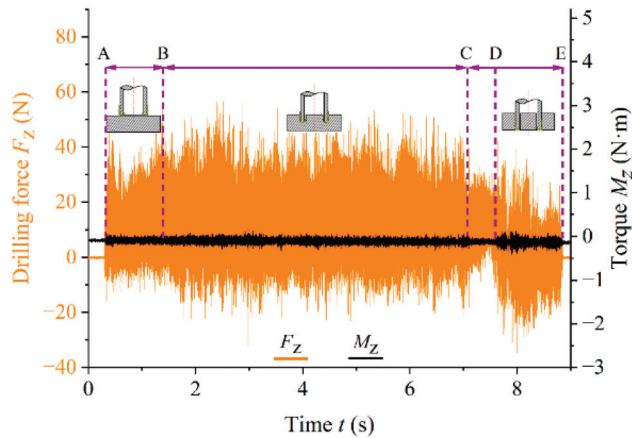 A B C D E
80
60
40
20
0
−20
−40
Drilling force F_Z (N)
5
4
3
2
1
0
-1
-2
-3
Torque M_Z (N·m)
F_Z M_Z
0 2 4 6 8
Time t (s)